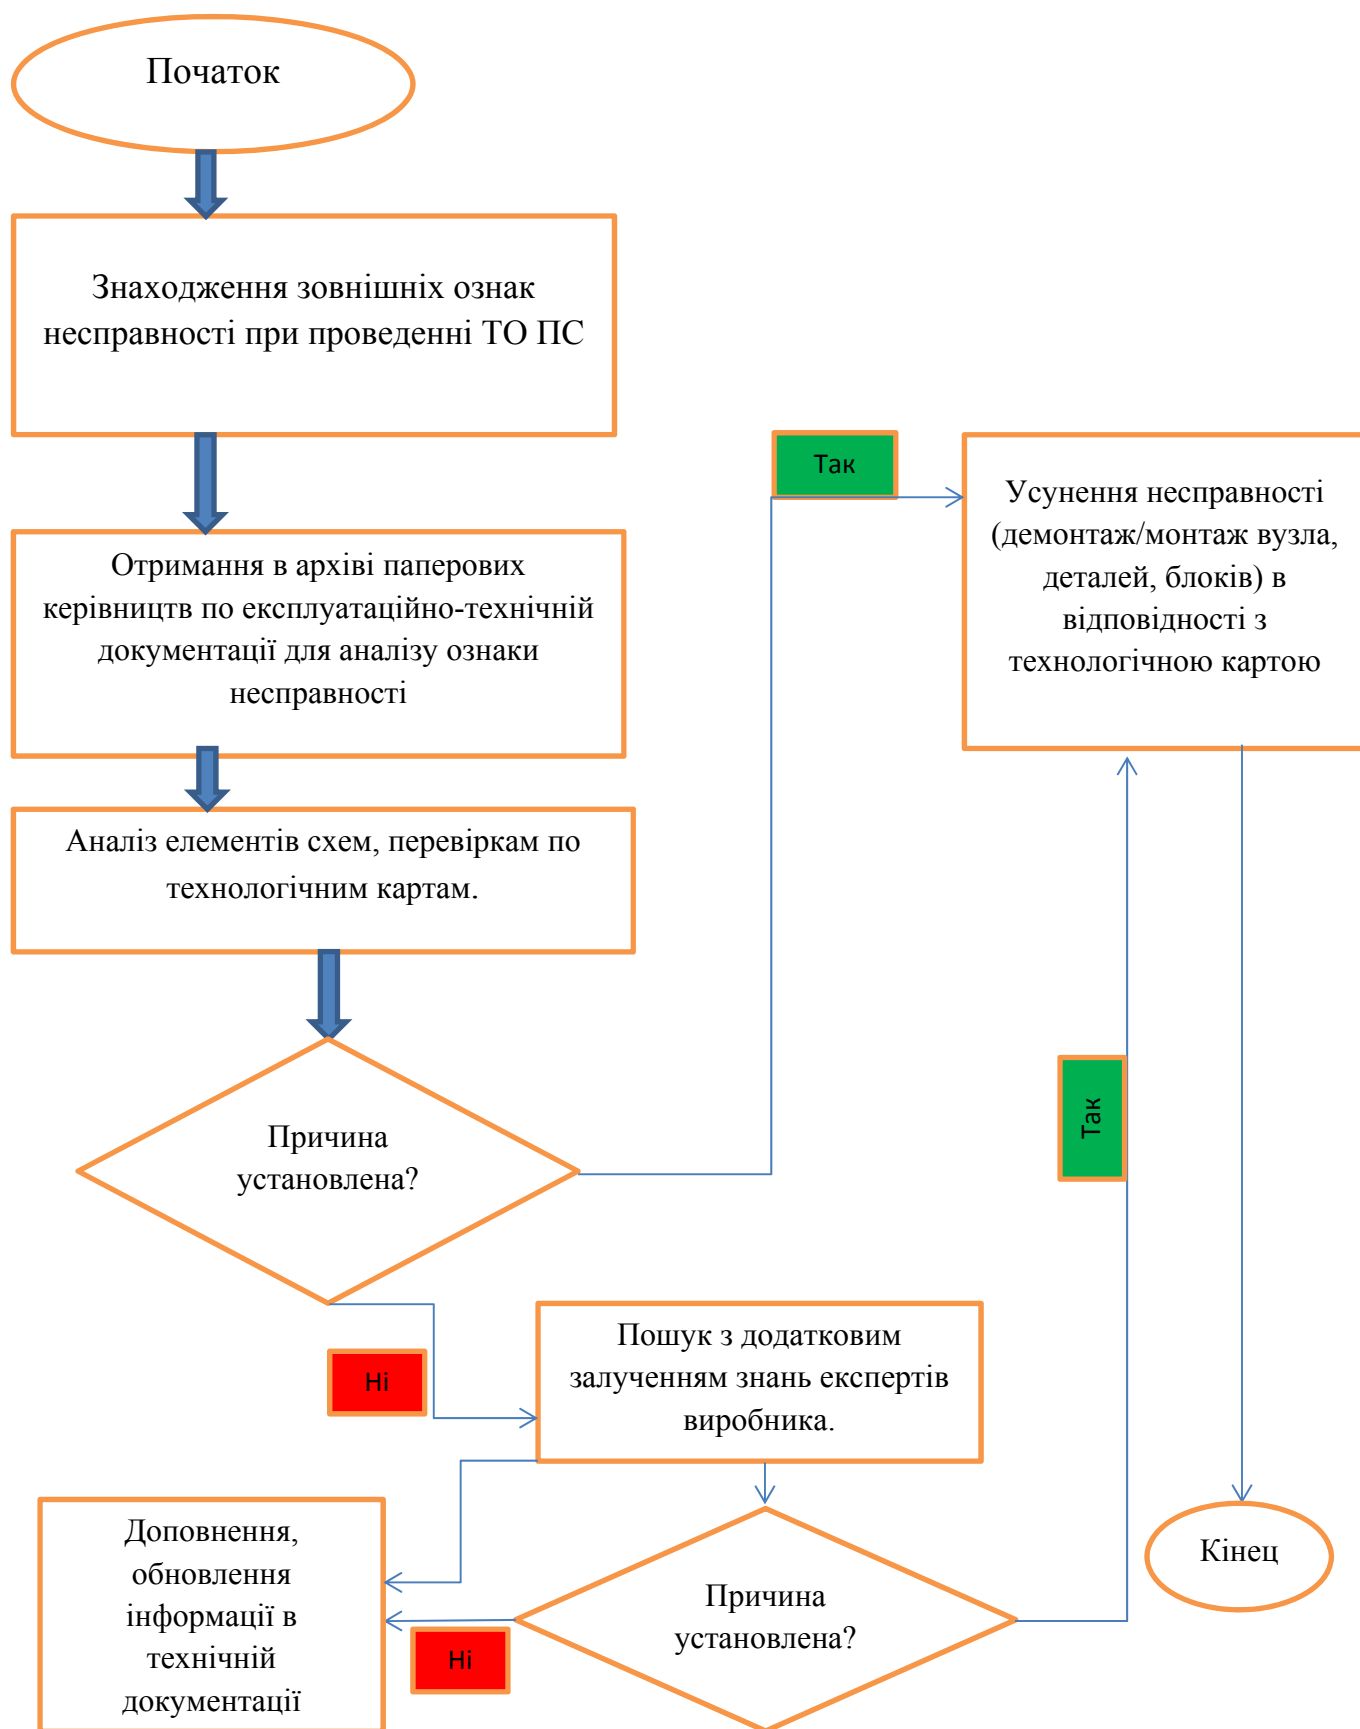 Початок
Знаходження зовнішніх ознак
несправності при проведенні ТО ПС
Отримання в архіві паперових
керівництв по експлуатаційно-технічній
документації для аналізу ознаки
несправності
Аналіз елементів схем, перевіркам по
технологічним картам.
Причина
установлена?
Так
Усунення несправності
(демонтаж/монтаж вузла,
деталей, блоків) в
відповідності з
технологічною картою
Так
Ні
Пошук з додатковим
залученням знань експертів
виробника.
Доповнення,
обновлення
інформації в
технічній
документації
Ні
Причина
установлена?
Кінец